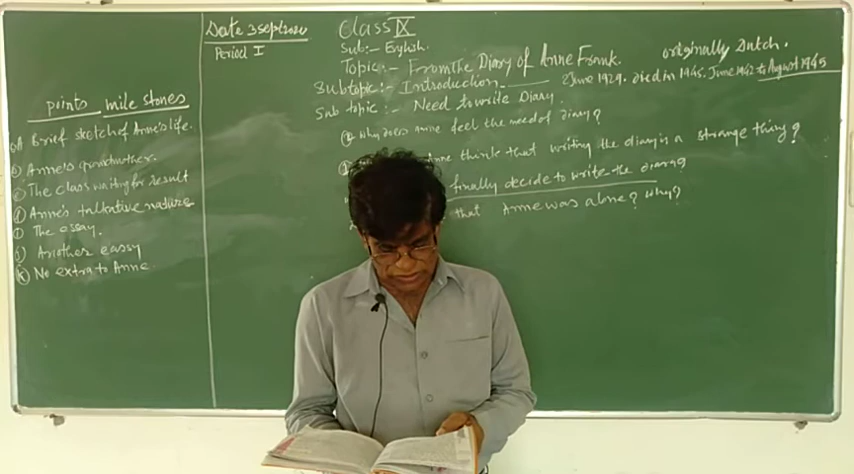 points mile stones
A Brief sketch of Anne's life.
Anne's grandmother.
The class waiting for result
Anne's talkative nature
The essay.
Another eassy
(k) No extra to Anne
Date 3 sep
Period I
Class IX
Sub:- English.
Topic:- From the Diary of Anne Frank. originally Dutch.
Subtopic:- Introduction. June 1929. died in 1945. June 1942 to August 1945
Sub topic:- Need to write Diary.
Why does Anne feel the need of diary?
think that writing the diary is a strange thing?
finally decide to write the diary?
that Anne was alone? Why?